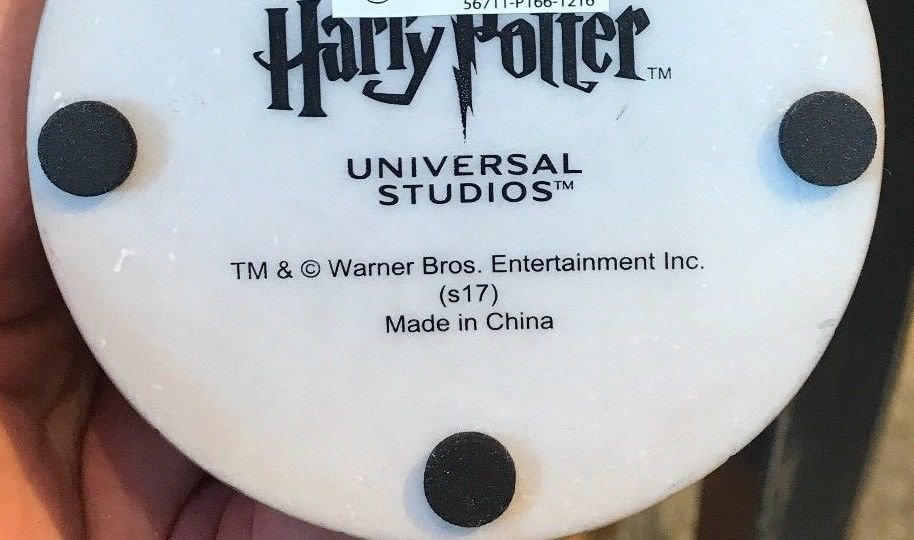 56711-P166-1216
Harry Potter™
UNIVERSAL
STUDIOS™
TM & © Warner Bros. Entertainment Inc.
(s17)
Made in China